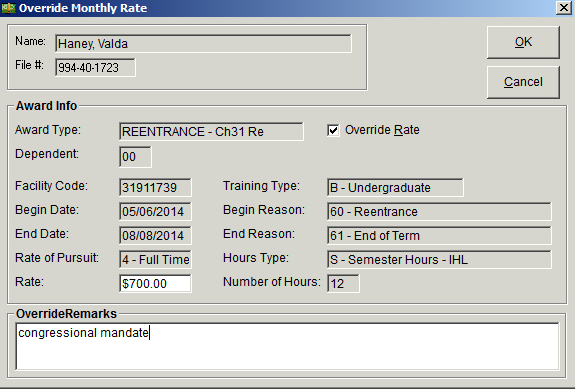 Override Monthly Rate
Name: Haney, Valda
OK
File #: 994-40-1723
Cancel
Award Info
Award Type: REENTRANCE - Ch31 Re Override Rate
Dependent: 00
Facility Code: 31911739 Training Type: B - Undergraduate
Begin Date: 05/06/2014 Begin Reason: 60 - Reentrance
End Date: 08/08/2014 End Reason: 61 - End of Term
Rate of Pursuit: 4 - Full Time Hours Type: S - Semester Hours - IHL
Rate: $700.00 Number of Hours: 12
OverrideRemarks
congressional mandate